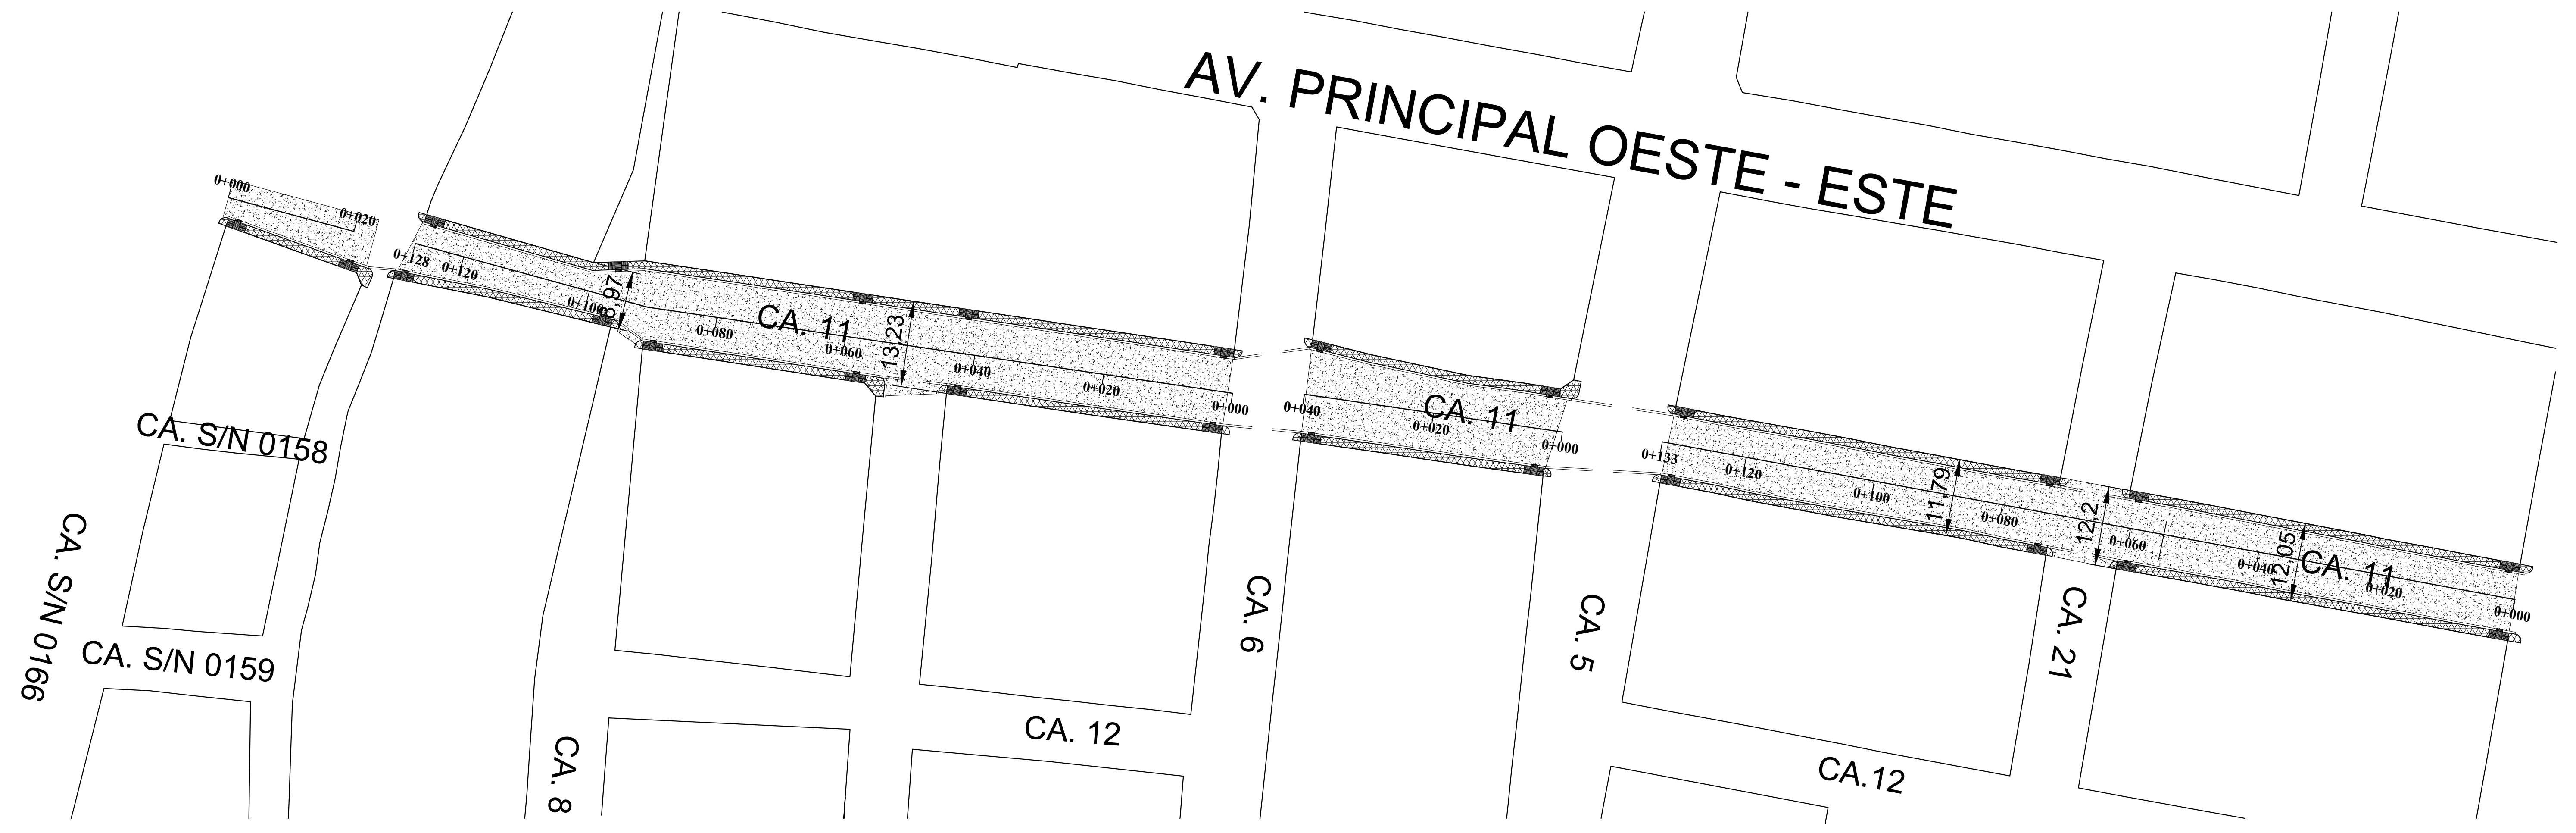 AV. PRINCIPAL OESTE - ESTE
0+000
0+020
0+128
0+120
0+100
8,97
0+080
CA. 11
0+060
13,23
0+040
0+020
0+000
0+040
CA. 11
0+020
0+000
0+133
0+120
0+100
11,79
0+080
12,2
0+060
0+040
12,05
CA. 11
0+020
0+000
CA. S/N 0158
CA. S/N 0166
CA. S/N 0159
CA. 8
CA. 12
CA. 6
CA. 5
CA. 21
CA.12